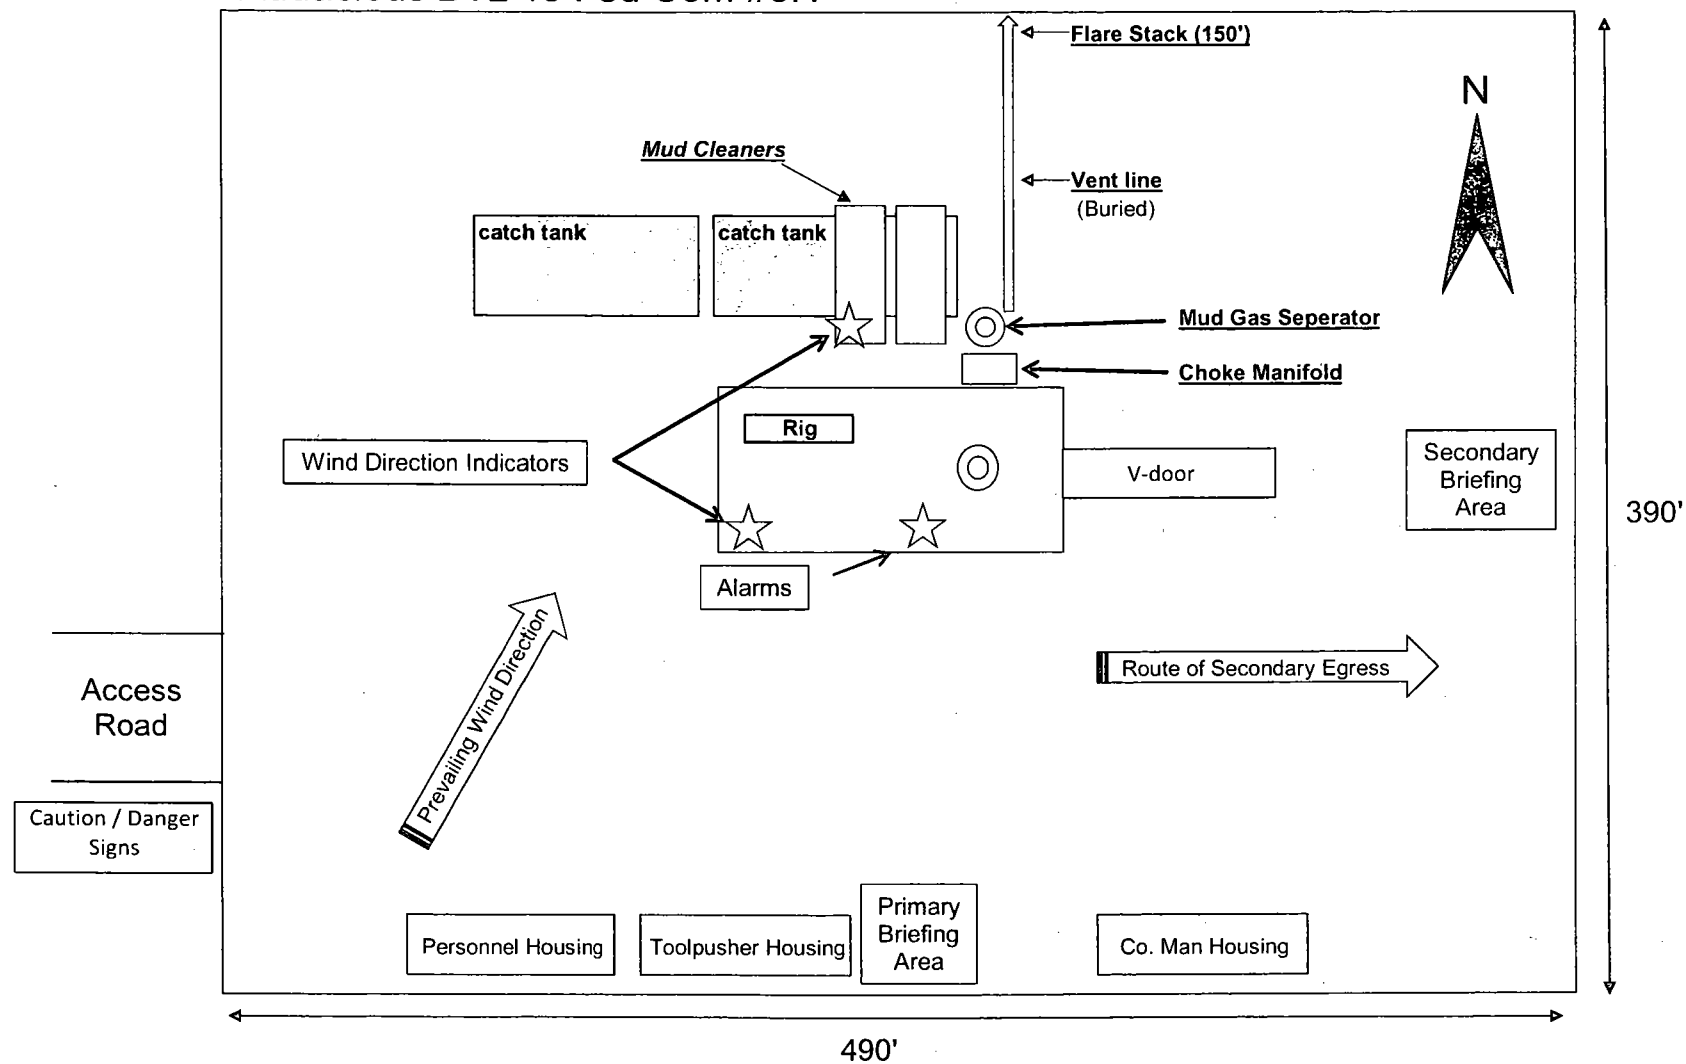 Flare Stack (150')
N
Mud Cleaners
Vent line
(Buried)
catch tank
catch tank
Mud Gas Seperator
Choke Manifold
Rig
Wind Direction Indicators
V-door
Secondary
Briefing
Area
390'
Alarms
Prevailing Wind Direction
Route of Secondary Egress
Access
Road
Caution / Danger
Signs
Personnel Housing
Toolpusher Housing
Primary
Briefing
Area
Co. Man Housing
490'